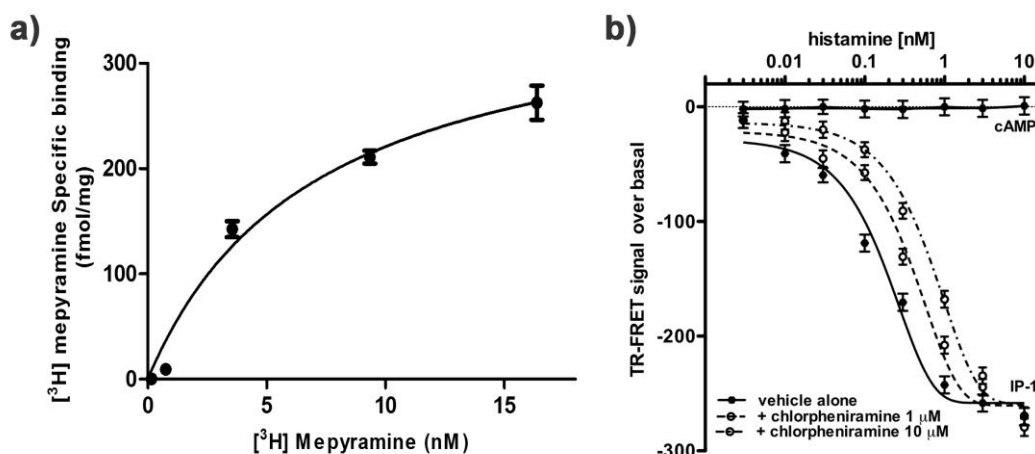 a)
[³H] mepyramine Specific binding
(fmol/mg)
300
200
100
0
0
5
10
15
[³H] Mepyramine (nM)
b)
histamine [nM]
0.01
0.1
1
10
TR-FRET signal over basal
0
-100
-200
-300
cAMP
IP-1
vehicle alone
+ chlorpheniramine 1 μM
+ chlorpheniramine 10 μM